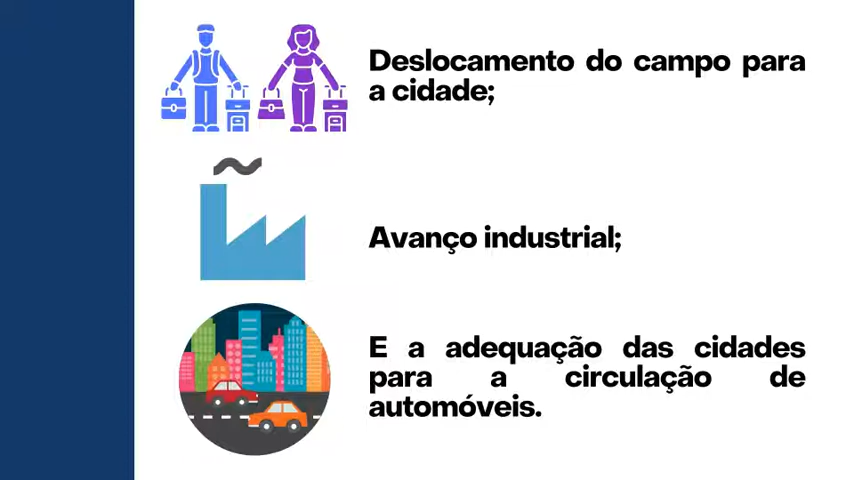 Deslocamento do campo para
a cidade;
Avanço industrial;
E a adequação das cidades
para a circulação de
automóveis.